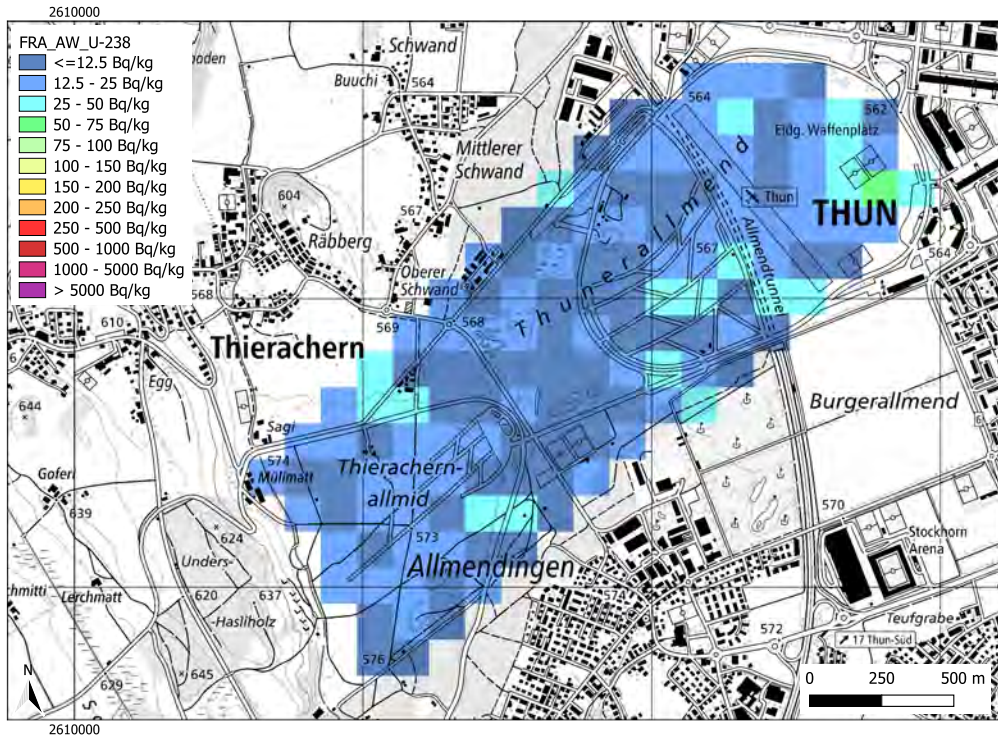 2610000
FRA_AW_U-238
<=12.5 Bq/kg
12.5 - 25 Bq/kg
25 - 50 Bq/kg
50 - 75 Bq/kg
75 - 100 Bq/kg
100 - 150 Bq/kg
150 - 200 Bq/kg
200 - 250 Bq/kg
250 - 500 Bq/kg
500 - 1000 Bq/kg
1000 - 5000 Bq/kg
> 5000 Bq/kg
Schwand
Buuchi
564
564
562
Eidg. Waffenplatz
Mittlerer
Schwand
604
567
Thun
THUN
Räbberg
Oberer
Schwand
Thunerallmend
567
Allmendtunnel
564
568
569
568
610
Thierachern
Egg
644
Burgerallmend
Sagi
574
Mülimatt
Thierachern-
allmid
Goferi
639
624
573
570
Stockhorn
Arena
Allmendingen
Unders-
Lerchmatt
620
637
-Hasliholz
574
572
Teufgrabe
17 Thun-Süd
576
645
629
N
0 250 500 m
2610000